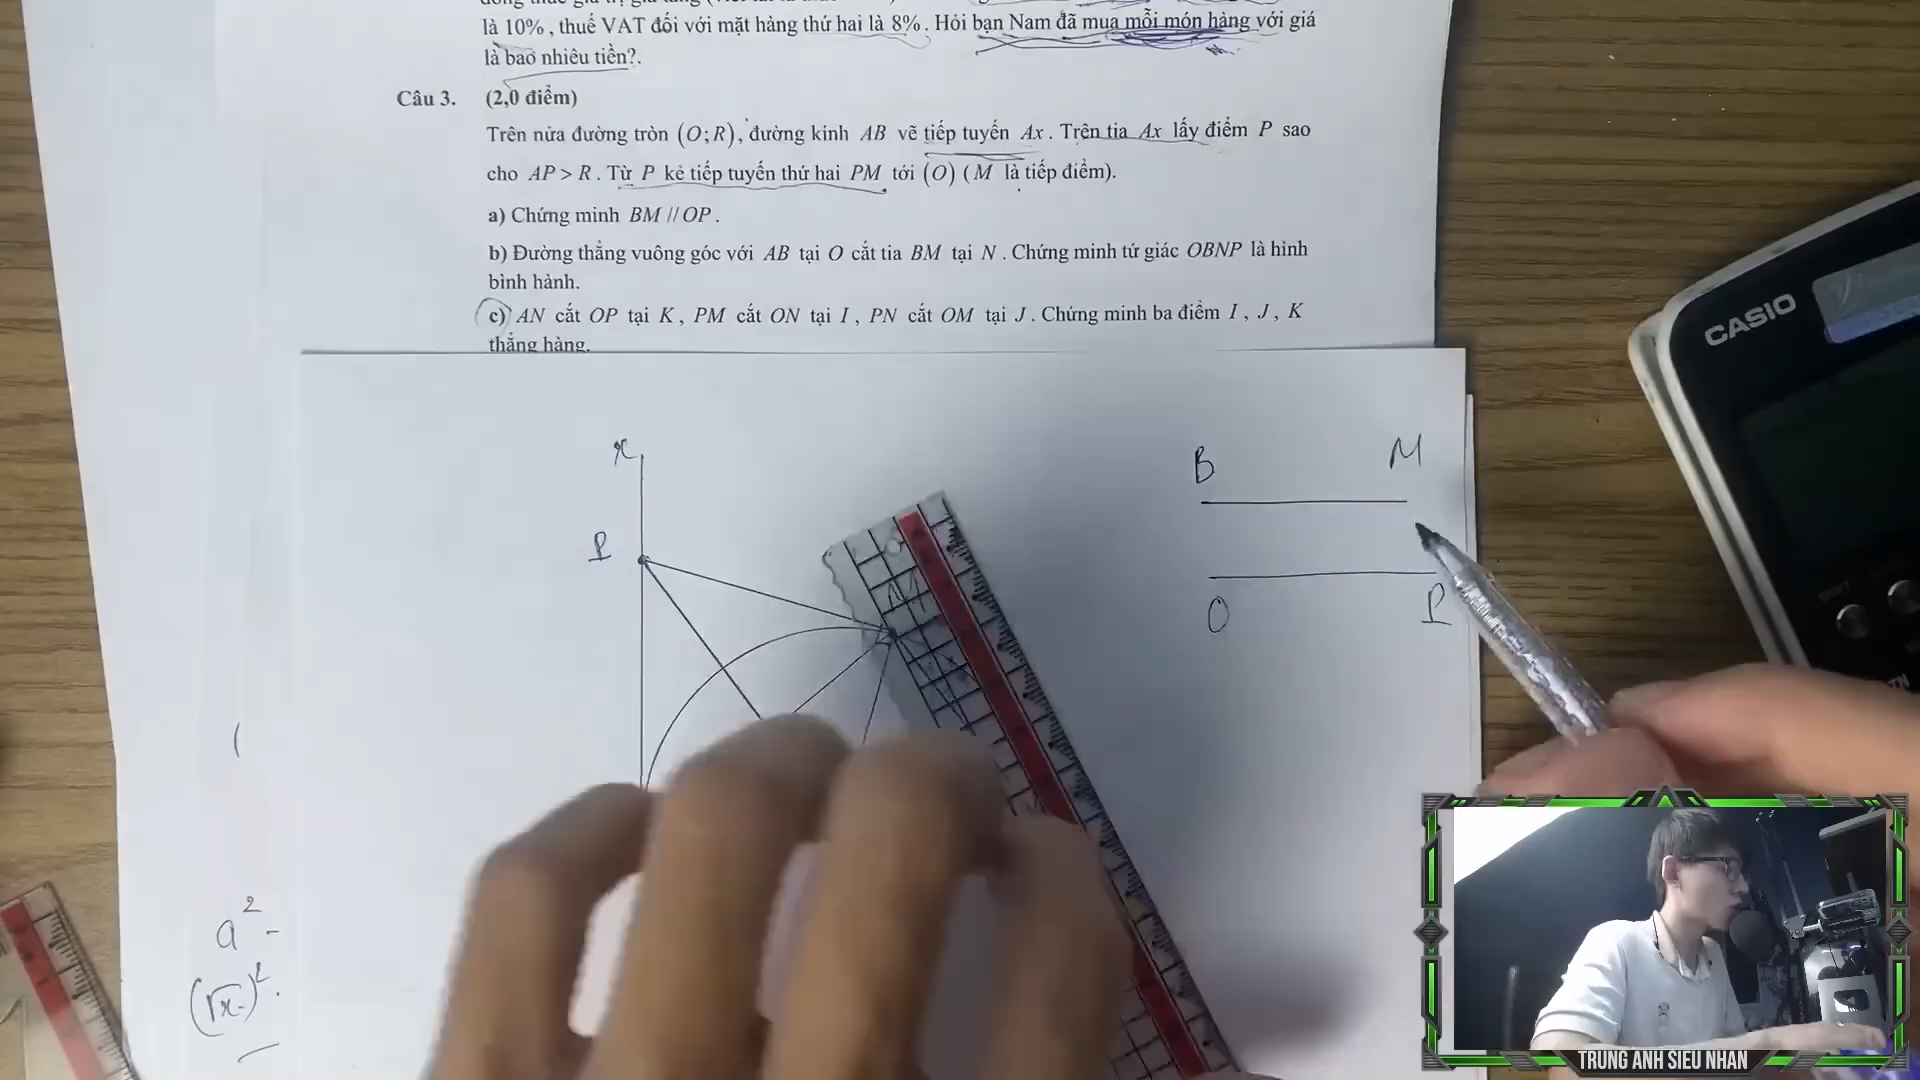 là 10%, thuế VAT đối với mặt hàng thứ hai là 8%. Hỏi bạn Nam đã mua mỗi món hàng với giá
là bao nhiêu tiền?.
Câu 3. (2,0 điểm)
Trên nửa đường tròn (O;R), đường kính AB vẽ tiếp tuyến Ax. Trên tia Ax lấy điểm P sao
cho AP > R. Từ P kẻ tiếp tuyến thứ hai PM tới (O) (M là tiếp điểm).
a) Chứng minh BM // OP.
b) Đường thẳng vuông góc với AB tại O cắt tia BM tại N. Chứng minh tứ giác OBNP là hình
bình hành.
c) AN cắt OP tại K, PM cắt ON tại I, PN cắt OM tại J. Chứng minh ba điểm I, J, K
thẳng hàng.
x
B M
P
M
O P
a² -
(√x)²
CASIO
TRUNG ANH SIEU NHAN